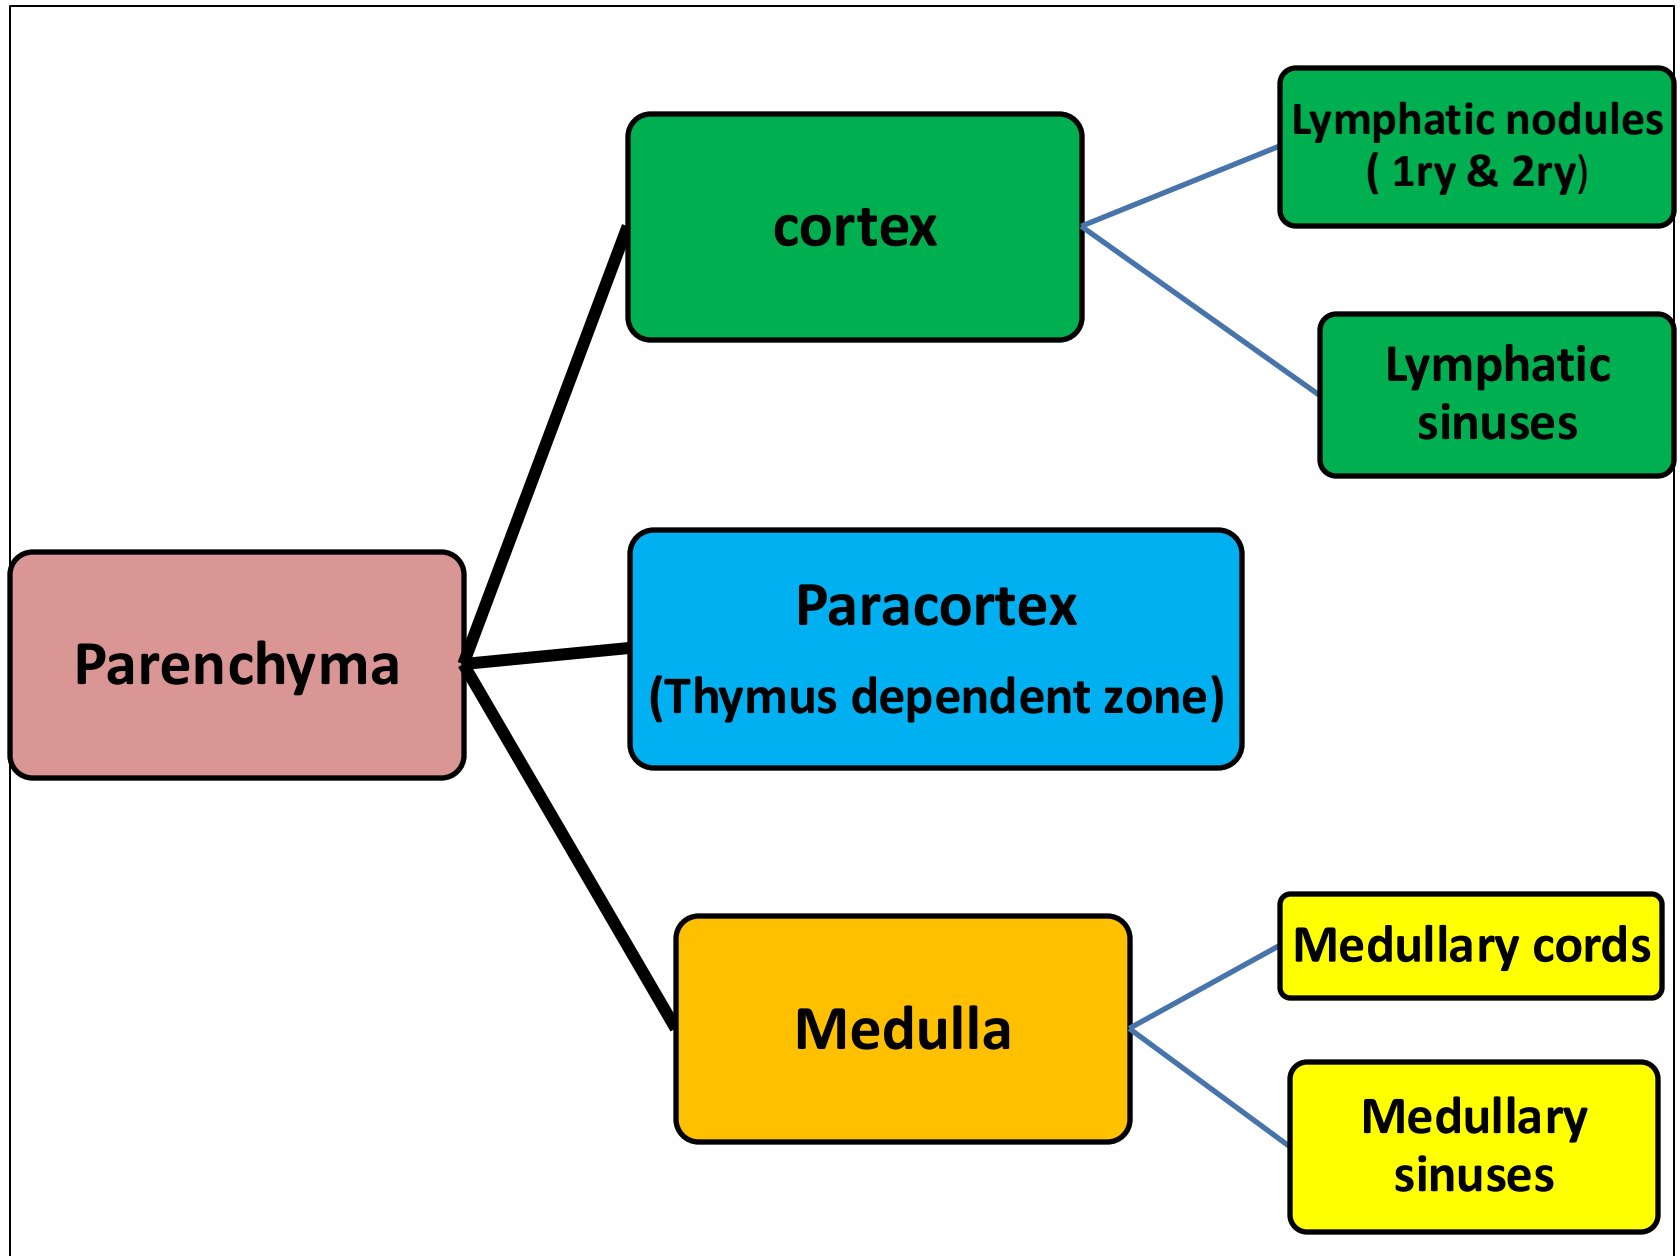 Lymphatic nodules
( 1ry & 2ry)
cortex
Lymphatic
sinuses
Paracortex
(Thymus dependent zone)
Parenchyma
Medullary cords
Medulla
Medullary
sinuses